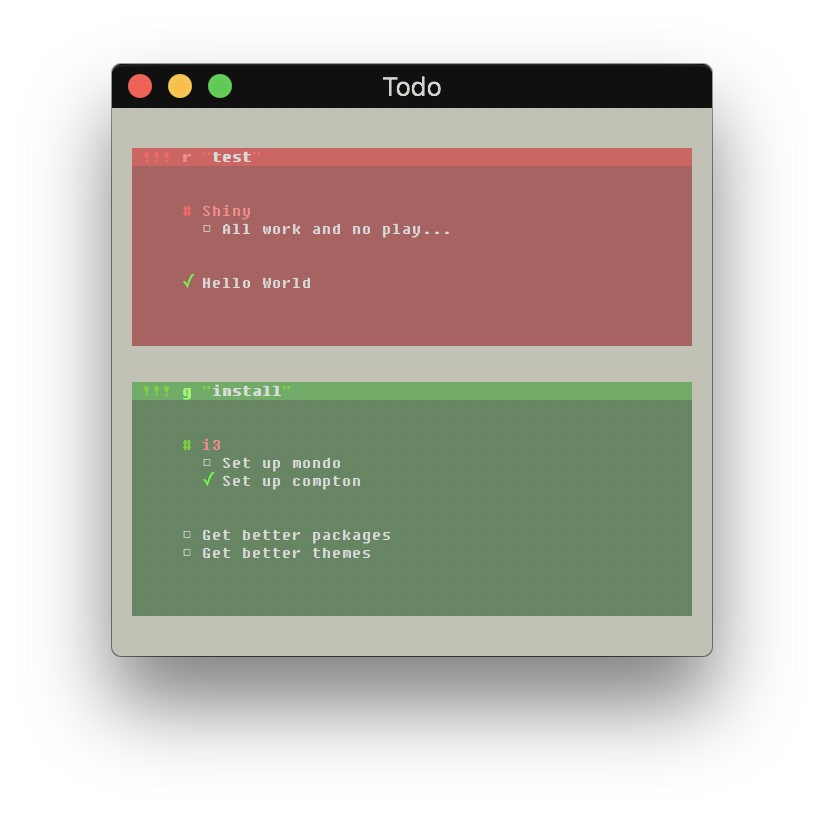 Todo
!!! r "test"
# Shiny
□ All work and no play...
✓ Hello World
!!! g "install"
# i3
□ Set up mondo
✓ Set up compton
□ Get better packages
□ Get better themes